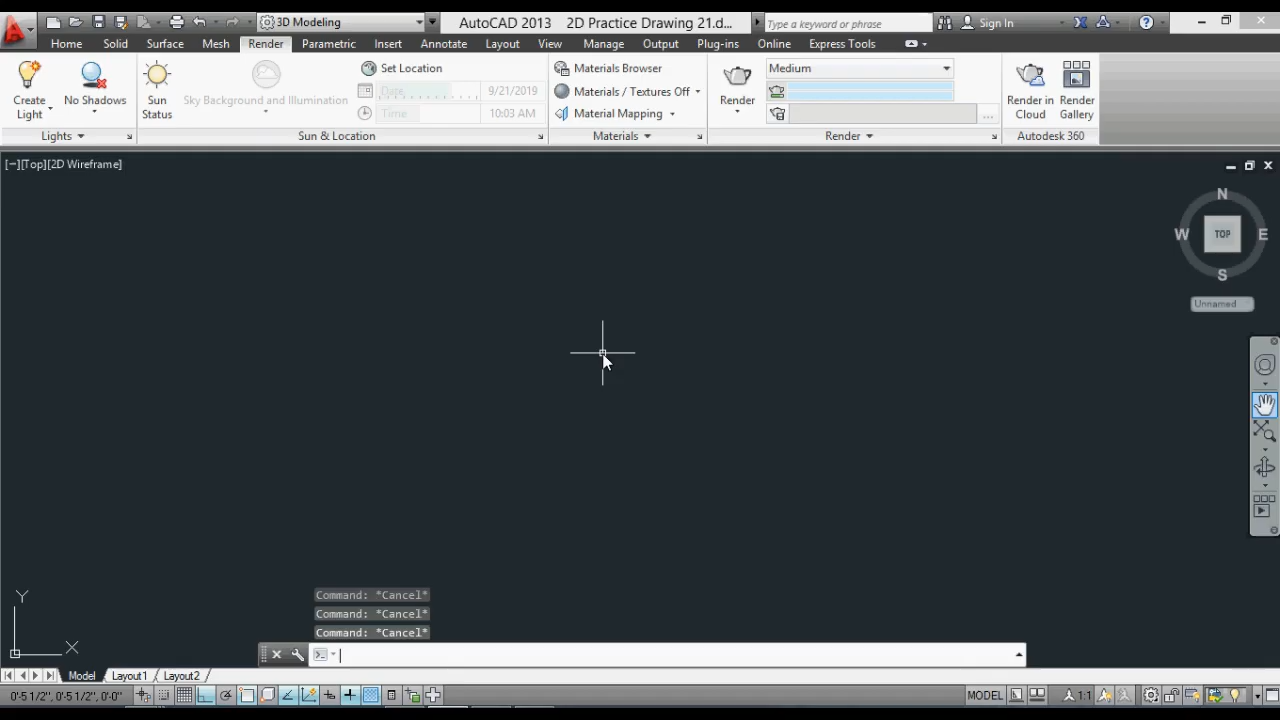 3D Modeling
AutoCAD 2013 2D Practice Drawing 21.d...
Type a keyword or phrase
Sign In
Home Solid Surface Mesh Render Parametric Insert Annotate Layout View Manage Output Plug-ins Online Express Tools
Create Light
No Shadows
Sun Status
Sky Background and Illumination
Set Location
Date 9/21/2019
Time 10:03 AM
Materials Browser
Materials / Textures Off
Material Mapping
Render
Medium
Render in Cloud
Render Gallery
Lights
Sun & Location
Materials
Render
Autodesk 360
[−][Top][2D Wireframe]
N
W TOP E
S
Unnamed
Y
X
Command: *Cancel*
Command: *Cancel*
Command: *Cancel*
Model Layout1 Layout2
0'5 1/2", 0'5 1/2", 0'-0"
MODEL
1:1